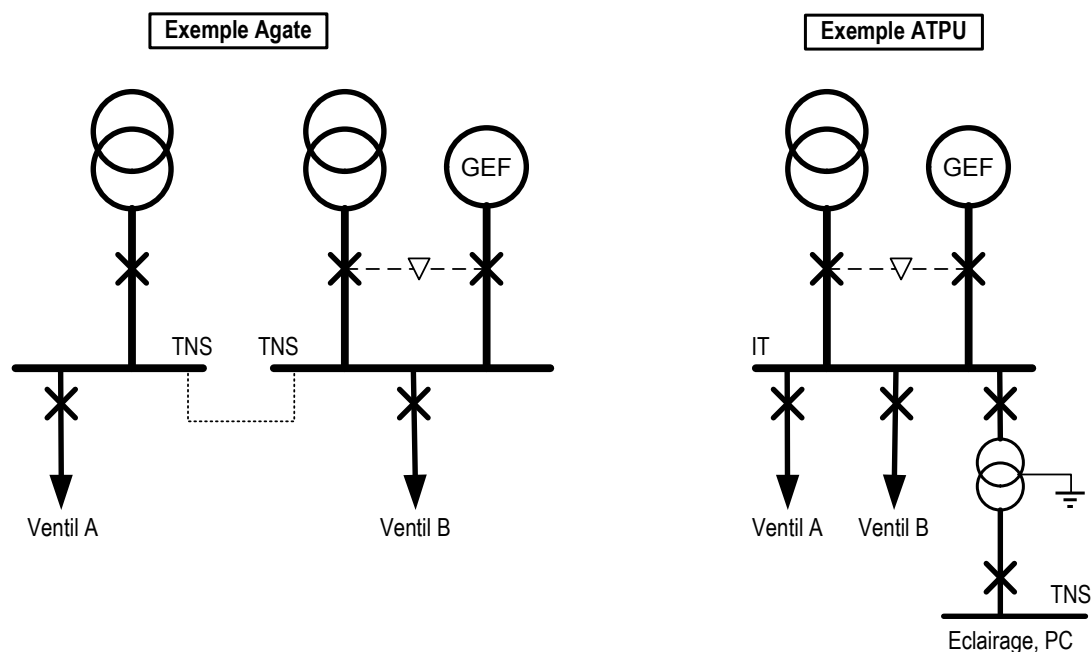 Exemple Agate
Exemple ATPU
GEF
GEF
TNS
TNS
IT
Ventil A
Ventil B
Ventil A
Ventil B
TNS
Eclairage, PC